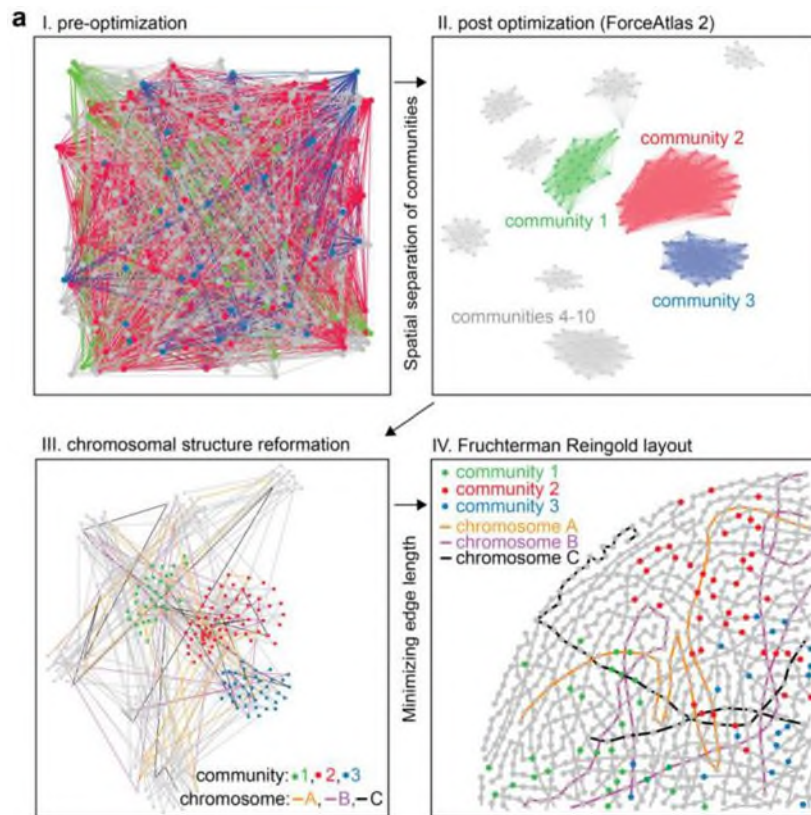 a
I. pre-optimization
II. post optimization (ForceAtlas 2)
Spatial separation of communities
community 2
community 1
community 3
communities 4-10
III. chromosomal structure reformation
IV. Fruchterman Reingold layout
Minimizing edge length
community: 1, 2, 3
chromosome: A, B, C
community 1
community 2
community 3
chromosome A
chromosome B
chromosome C